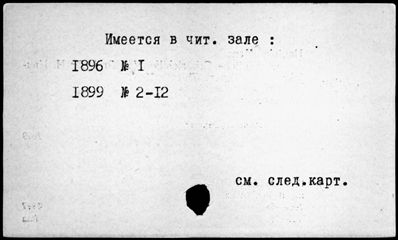 Имеется в чит. зале :
1896 № I
1899 № 2-I2
см. след.карт.